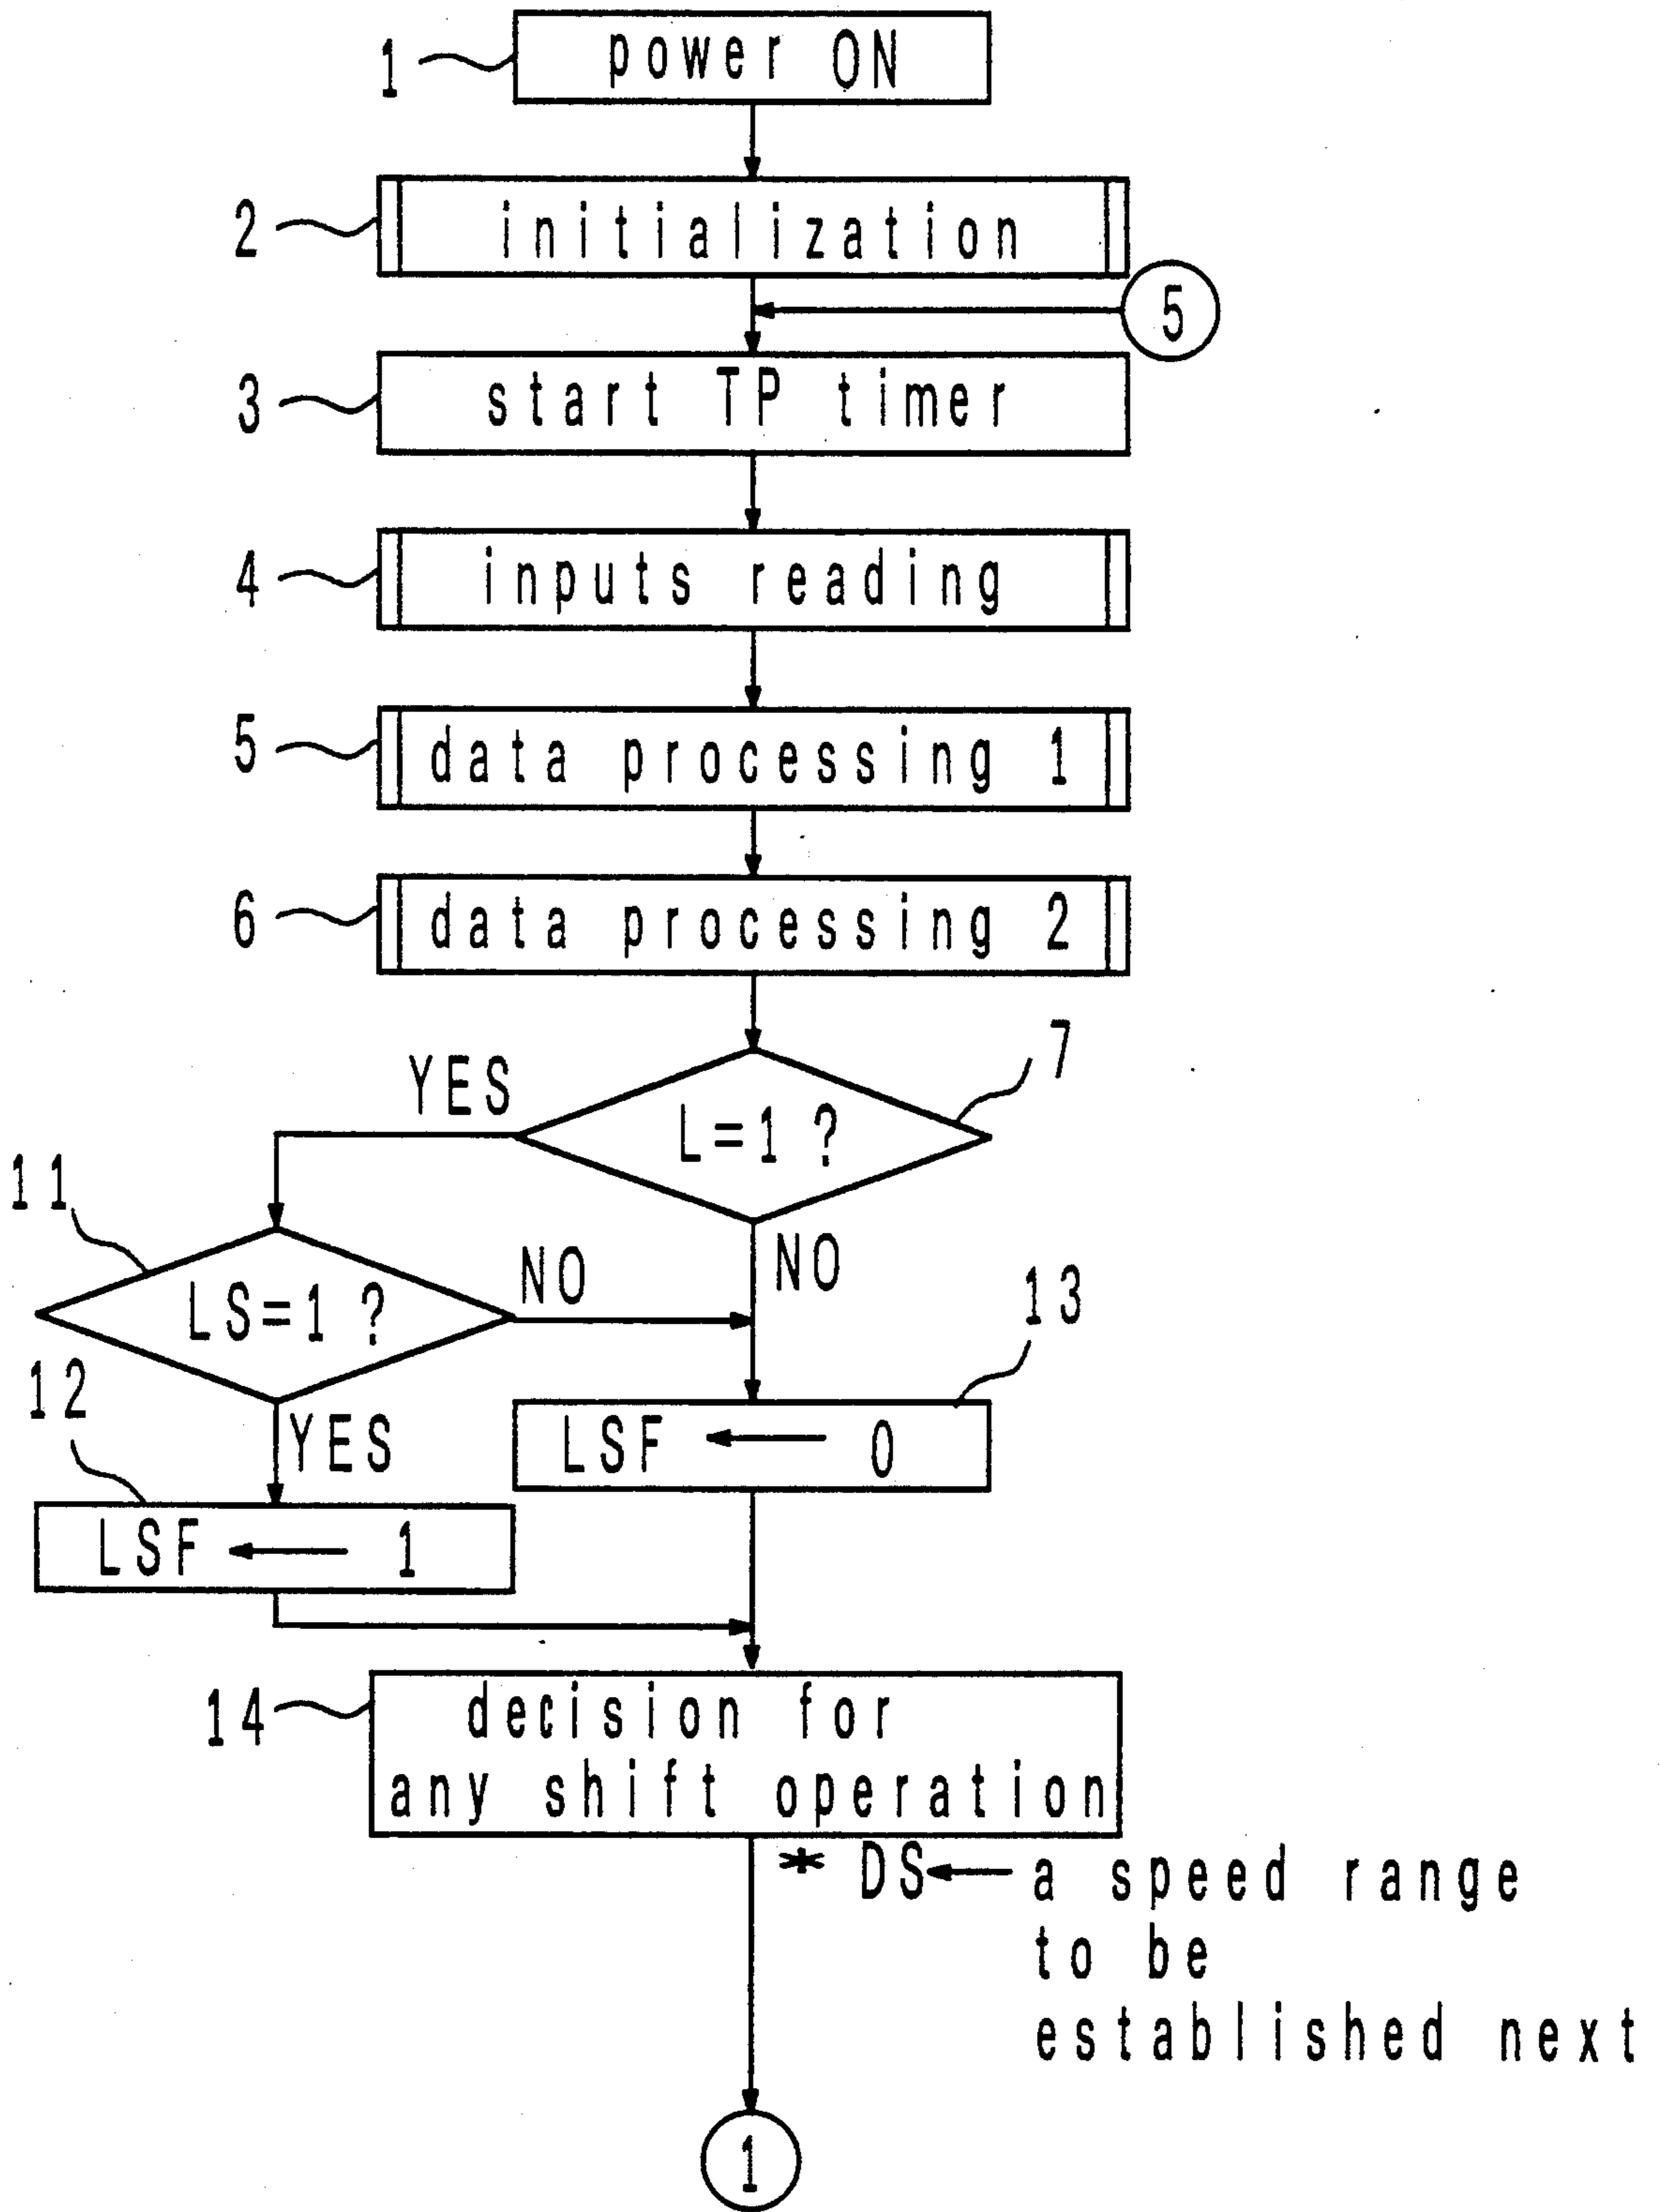 1
power ON
2
initialization
5
3
start TP timer
4
inputs reading
5
data processing 1
6
data processing 2
7
YES
L=1 ?
11
NO
NO
LS=1 ?
13
12
YES
LSF ← 0
LSF ← 1
14
decision for
any shift operation
* DS ← a speed range
to be
established next
1